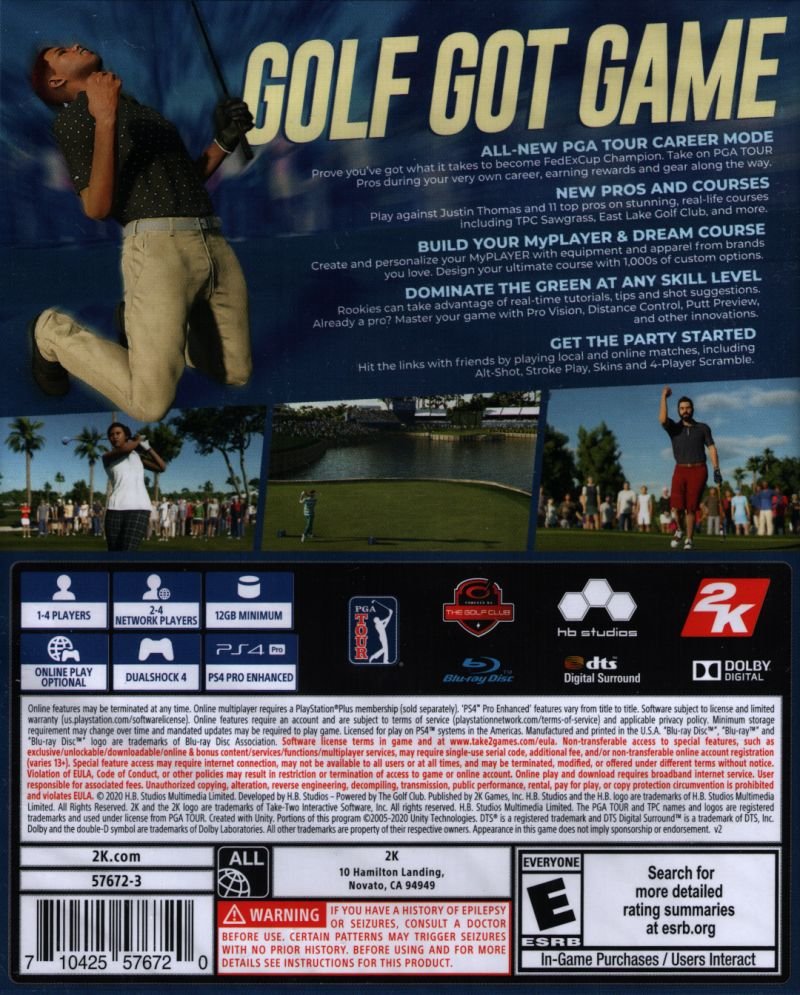 GOLF GOT GAME
ALL-NEW PGA TOUR CAREER MODE
Prove you've got what it takes to become FedExCup Champion. Take on PGA TOUR
Pros during your very own career, earning rewards and gear along the way.
NEW PROS AND COURSES
Play against Justin Thomas and 11 top pros on stunning, real-life courses
including TPC Sawgrass, East Lake Golf Club, and more.
BUILD YOUR MyPLAYER & DREAM COURSE
Create and personalize your MyPLAYER with equipment and apparel from brands
you love. Design your ultimate course with 1,000s of custom options.
DOMINATE THE GREEN AT ANY SKILL LEVEL
Rookies can take advantage of real-time tutorials, tips and shot suggestions.
Already a pro? Master your game with Pro Vision, Distance Control, Putt Preview,
and other innovations.
GET THE PARTY STARTED
Hit the links with friends by playing local and online matches, including
Alt-Shot, Stroke Play, Skins and 4-Player Scramble.
1-4 PLAYERS
2-4
NETWORK PLAYERS
12GB MINIMUM
ONLINE PLAY
OPTIONAL
DUALSHOCK 4
PS4 Pro
PS4 PRO ENHANCED
PGA
TOUR
POWERED BY
THE GOLF CLUB
hb studios
2K
Blu-ray Disc™
dts
Digital Surround
DOLBY
DIGITAL
Online features may be terminated at any time. Online multiplayer requires a PlayStation®Plus membership (sold separately). 'PS4™ Pro Enhanced' features vary from title to title. Software subject to license and limited
warranty (us.playstation.com/softwarelicense). Online features require an account and are subject to terms of service (playstationnetwork.com/terms-of-service) and applicable privacy policy. Minimum storage
requirement may change over time and mandated updates may be required to play game. Licensed for play on PS4™ systems in the Americas. Manufactured and printed in the U.S.A. "Blu-ray Disc™", "Blu-ray™" and
"Blu-ray Disc™" logo are trademarks of Blu-ray Disc Association. Software license terms in game and at www.take2games.com/eula. Non-transferable access to special features, such as
exclusive/unlockable/downloadable/online & bonus content/services/functions/multiplayer services, may require single-use serial code, additional fee, and/or non-transferable online account registration
(varies 13+). Special feature access may require internet connection, may not be available to all users or at all times, and may be terminated, modified, or offered under different terms without notice.
Violation of EULA, Code of Conduct, or other policies may result in restriction or termination of access to game or online account. Online play and download requires broadband internet service. User
responsible for associated fees. Unauthorized copying, alteration, reverse engineering, decompiling, transmission, public performance, rental, pay for play, or copy protection circumvention is prohibited
and violates EULA. © 2020 H.B. Studios Multimedia Limited. Developed by H.B. Studios – Powered by The Golf Club. Published by 2K Games, Inc. H.B. Studios and the H.B. logo are trademarks of H.B. Studios Multimedia
Limited. All Rights Reserved. 2K and the 2K logo are trademarks of Take-Two Interactive Software, Inc. All rights reserved. H.B. Studios Multimedia Limited. The PGA TOUR and TPC names and logos are registered
trademarks and used under license from PGA TOUR. Created with Unity. Portions of this program ©2005-2020 Unity Technologies. DTS® is a registered trademark and DTS Digital Surround™ is a trademark of DTS, Inc.
Dolby and the double-D symbol are trademarks of Dolby Laboratories. All other trademarks are property of their respective owners. Appearance in this game does not imply sponsorship or endorsement. v2
2K.com
57672-3
ALL
2K
10 Hamilton Landing,
Novato, CA 94949
7 10425 57672 0
WARNING IF YOU HAVE A HISTORY OF EPILEPSY
OR SEIZURES, CONSULT A DOCTOR
BEFORE USE. CERTAIN PATTERNS MAY TRIGGER SEIZURES
WITH NO PRIOR HISTORY. BEFORE USING AND FOR MORE
DETAILS SEE INSTRUCTIONS FOR THIS PRODUCT.
EVERYONE
E
ESRB
Search for
more detailed
rating summaries
at esrb.org
In-Game Purchases / Users Interact